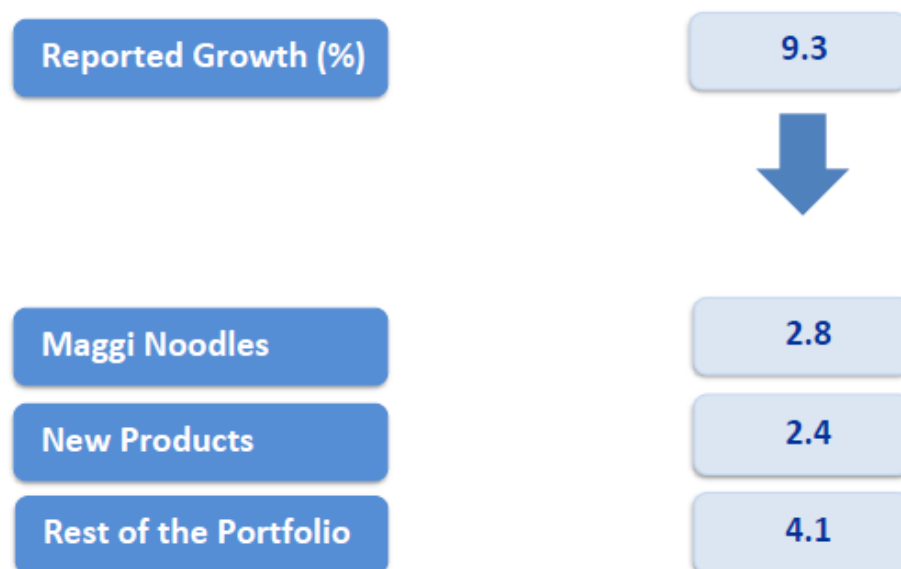 Reported Growth (%)
9.3
Maggi Noodles
2.8
New Products
2.4
Rest of the Portfolio
4.1